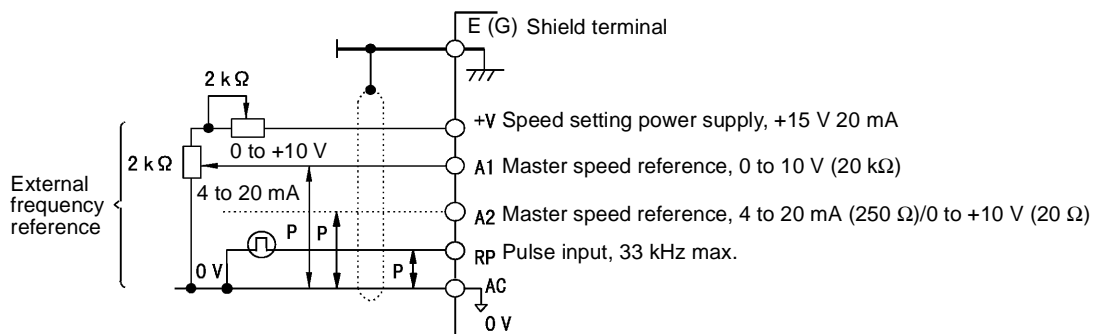 E (G) Shield terminal
2 kΩ
+V Speed setting power supply, +15 V 20 mA
0 to +10 V
2 kΩ
A1 Master speed reference, 0 to 10 V (20 kΩ)
External
frequency
reference
4 to 20 mA
A2 Master speed reference, 4 to 20 mA (250 Ω)/0 to +10 V (20 Ω)
P
P
RP Pulse input, 33 kHz max.
P
0 V
AC
0 V